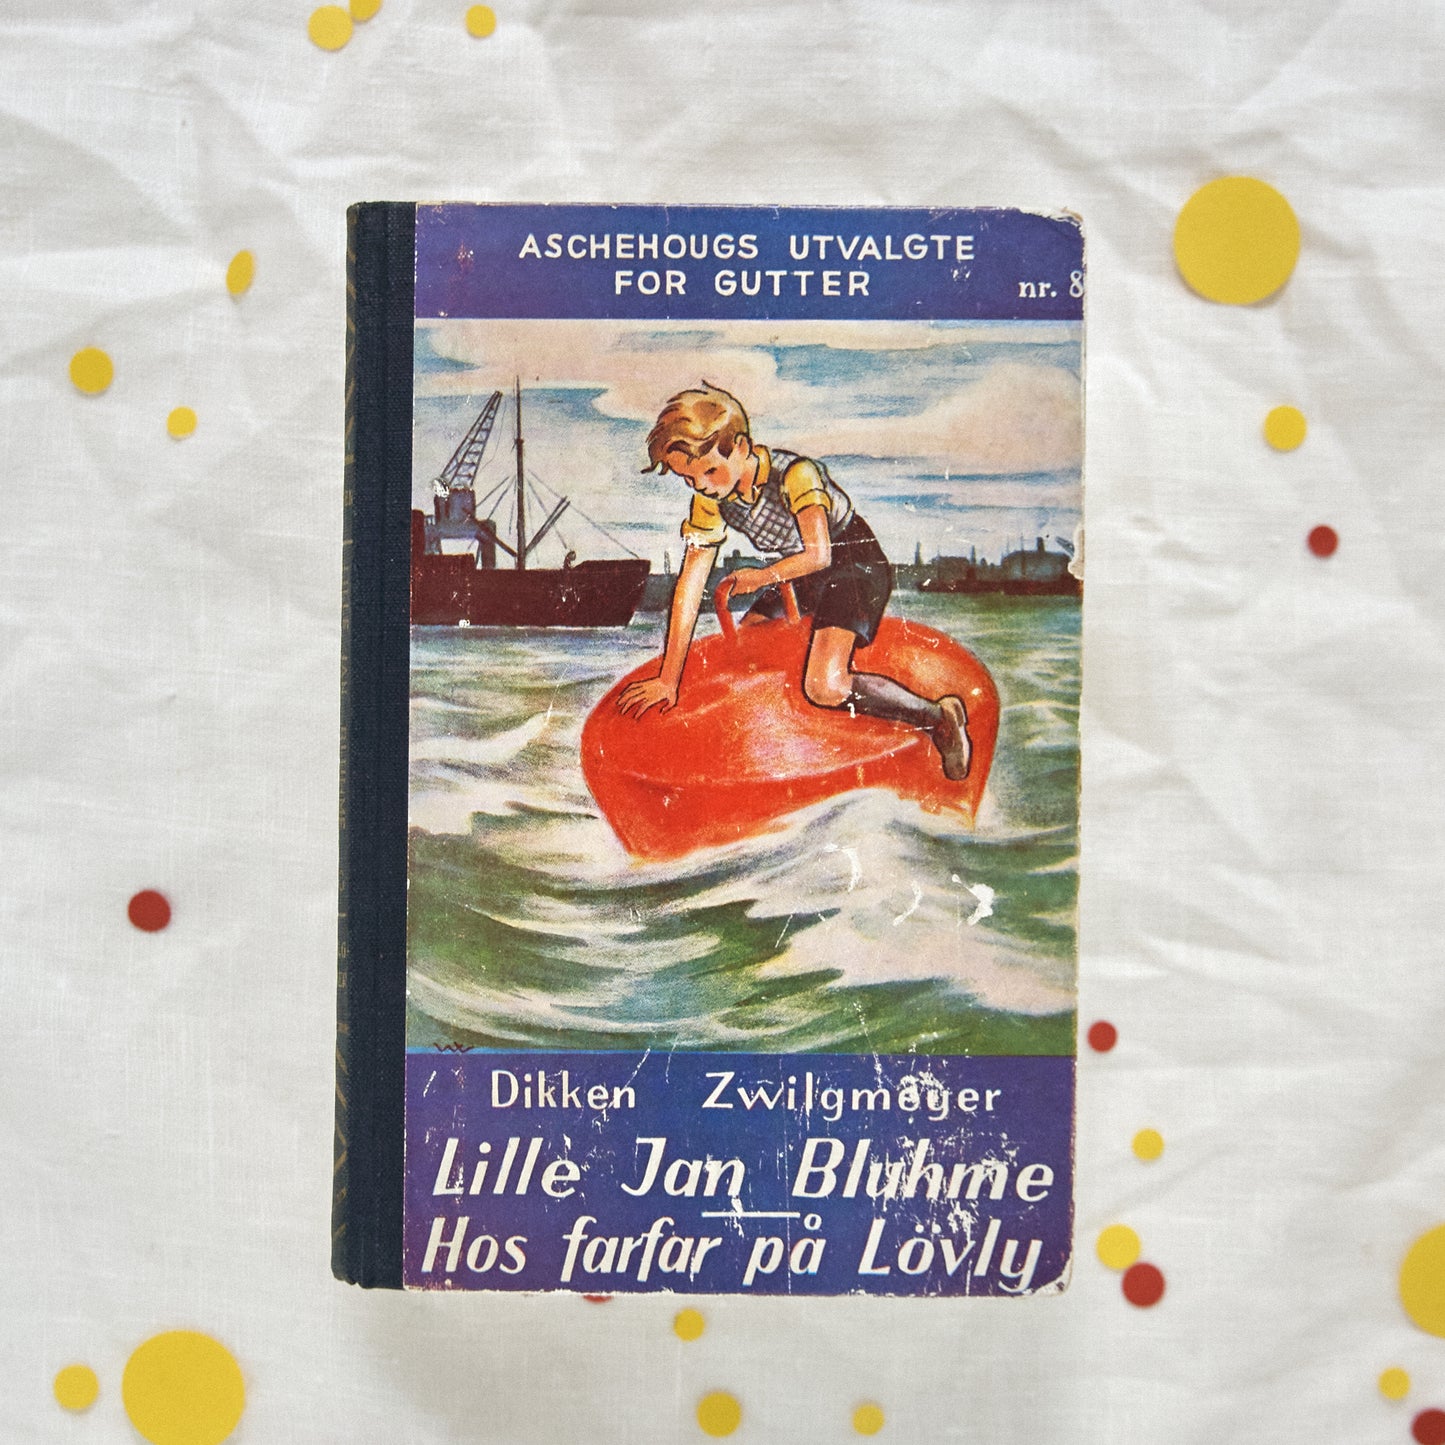 ASCHEHOUGS UTVALGTE
FOR GUTTER
nr. 8
Dikken Zwilgmeyer
Lille Jan Bluhme
Hos farfar på Lövly